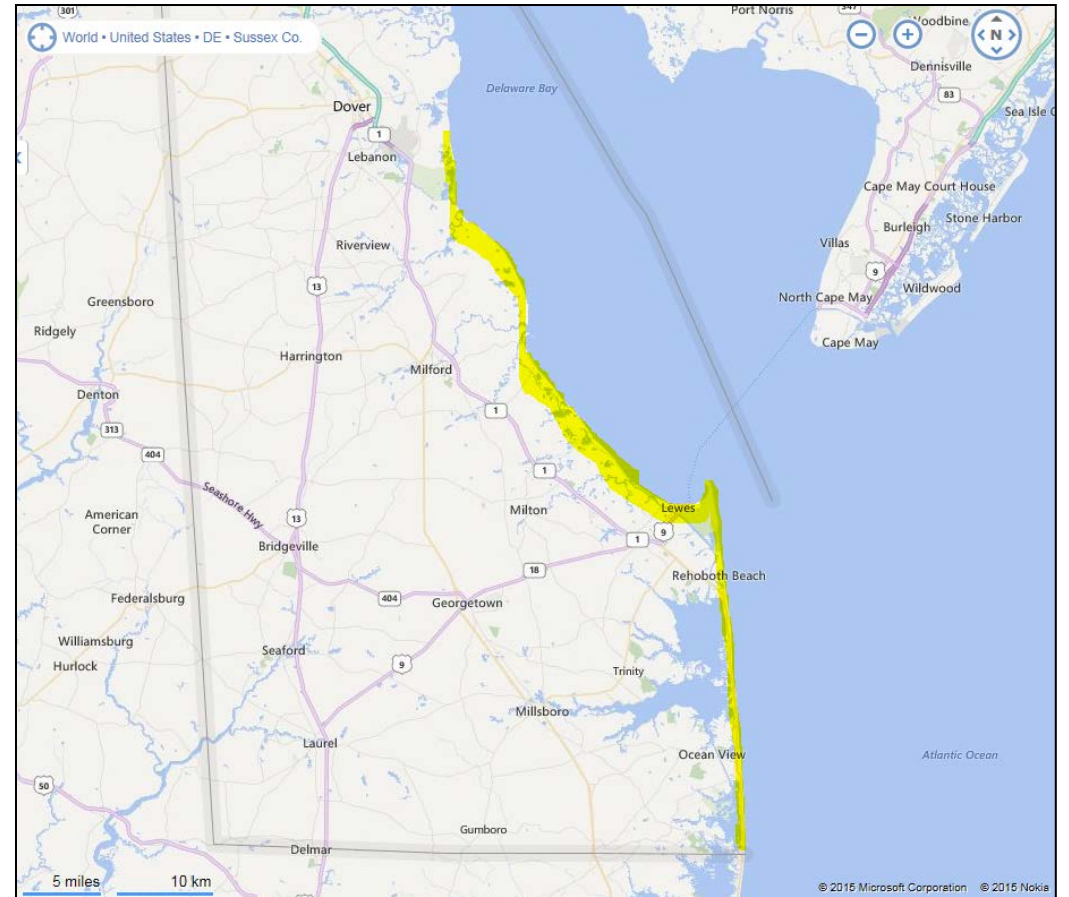 301
World • United States • DE • Sussex Co.
Port Norris
347
Woodbine
N
Delaware Bay
Dennisville
83
Dover
Sea Isle C
1
Lebanon
Cape May Court House
Stone Harbor
Burleigh
Riverview
Villas
9
13
Wildwood
Greensboro
North Cape May
Ridgely
Cape May
Harrington
Milford
Denton
1
313
404
1
Seashore Hwy
American
Corner
Milton
Lewes
13
9
1
Bridgeville
18
Rehoboth Beach
Federalsburg
404
Georgetown
Williamsburg
Seaford
Hurlock
9
Trinity
Millsboro
Laurel
Ocean View
Atlantic Ocean
50
Gumboro
Delmar
5 miles
10 km
© 2015 Microsoft Corporation © 2015 Nokia